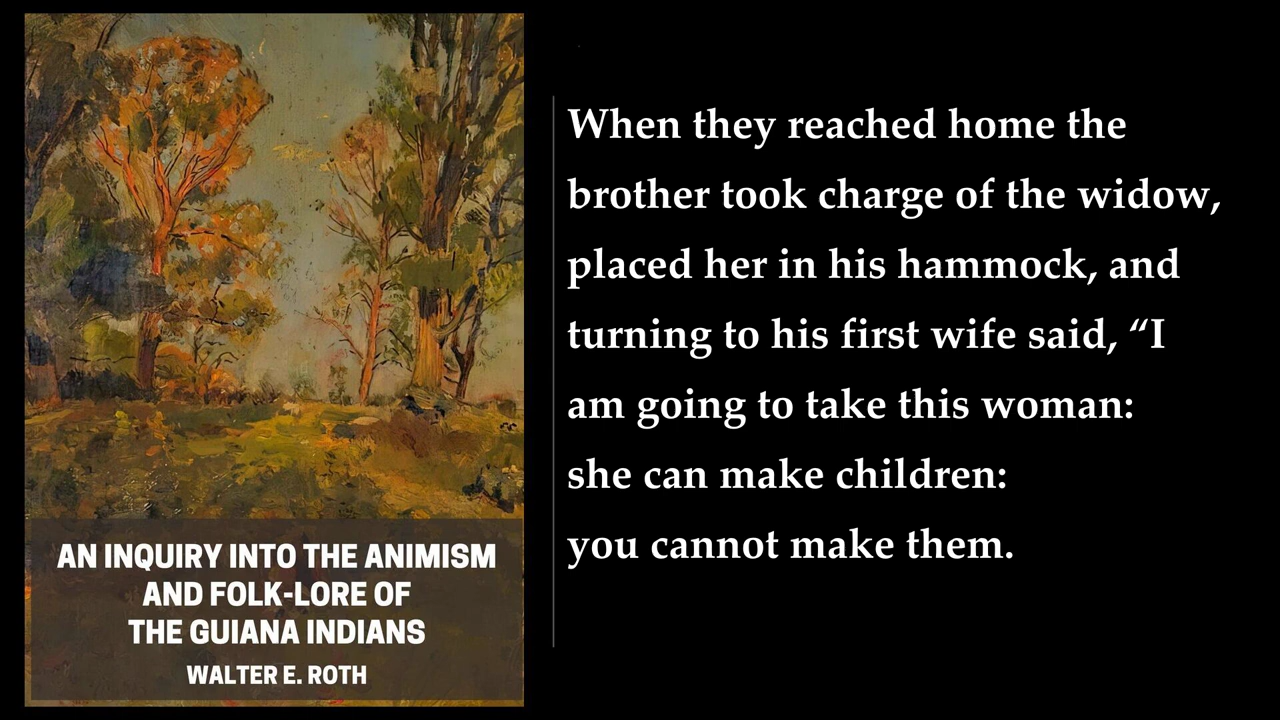 AN INQUIRY INTO THE ANIMISM
AND FOLK-LORE OF
THE GUIANA INDIANS
WALTER E. ROTH
When they reached home the
brother took charge of the widow,
placed her in his hammock, and
turning to his first wife said, “I
am going to take this woman:
she can make children:
you cannot make them.